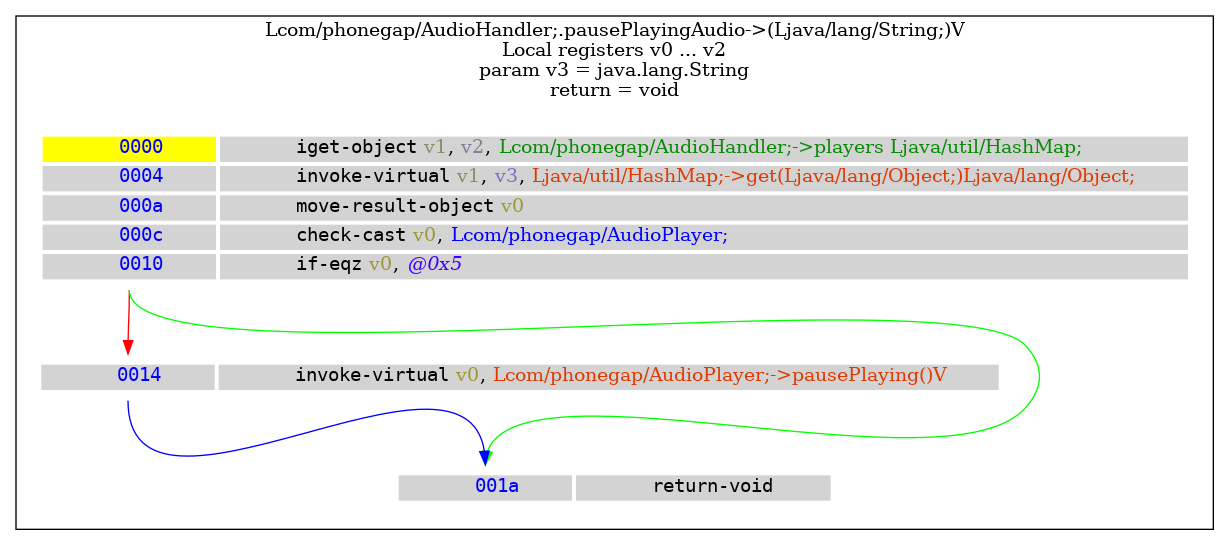 Lcom/phonegap/AudioHandler;.pausePlayingAudio->(Ljava/lang/String;)V
Local registers v0 ... v2
param v3 = java.lang.String
return = void
0000 iget-object v1, v2, Lcom/phonegap/AudioHandler;->players Ljava/util/HashMap;
0004 invoke-virtual v1, v3, Ljava/util/HashMap;->get(Ljava/lang/Object;)Ljava/lang/Object;
000a move-result-object v0
000c check-cast v0, Lcom/phonegap/AudioPlayer;
0010 if-eqz v0, @0x5
0014 invoke-virtual v0, Lcom/phonegap/AudioPlayer;->pausePlaying()V
001a return-void